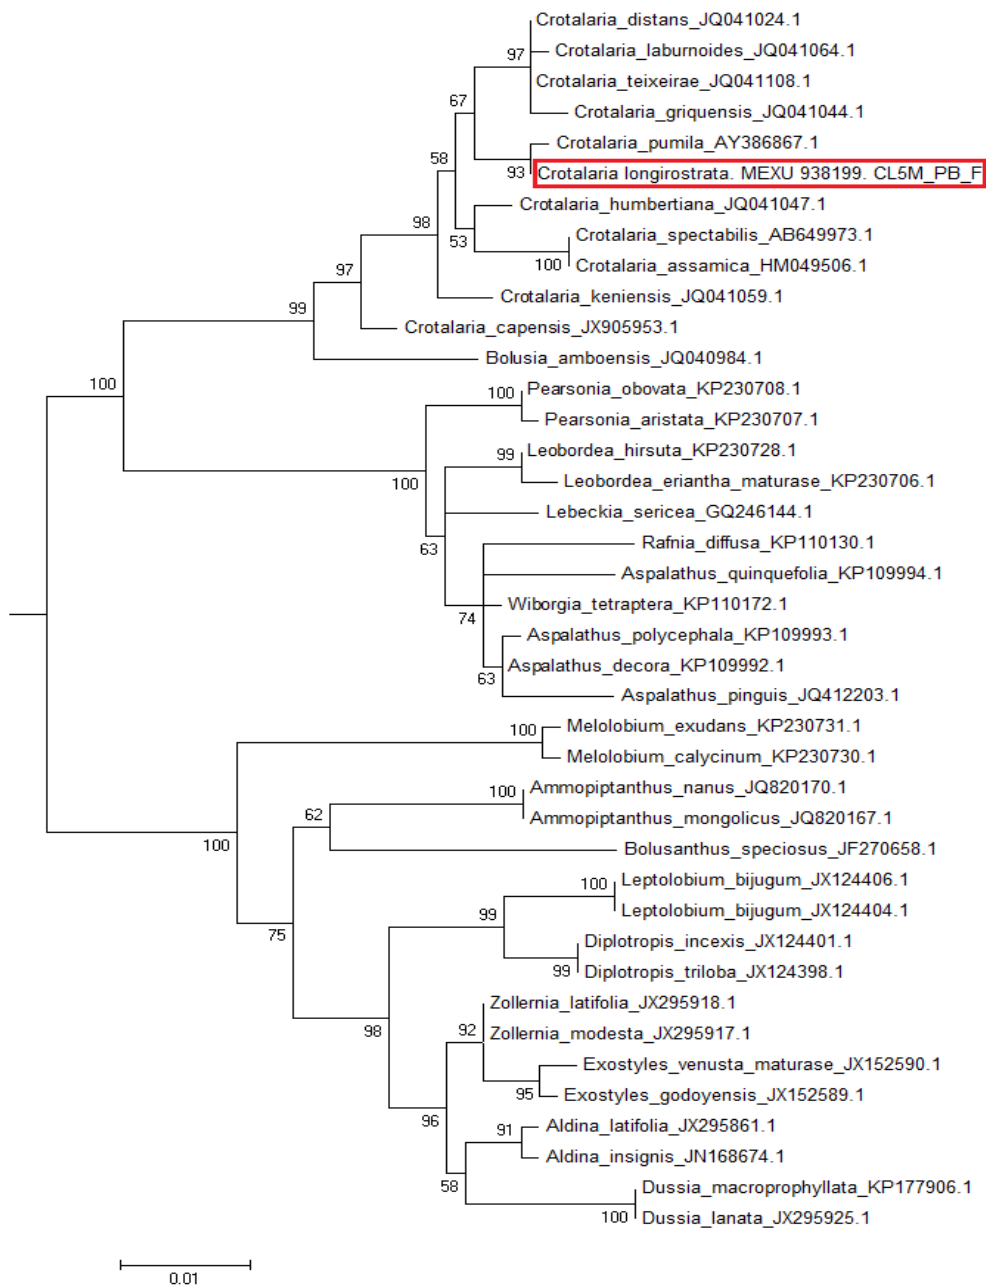 Crotalaria_distans_JQ041024.1
Crotalaria_laburnoides_JQ041064.1
97
Crotalaria_teixeirae_JQ041108.1
67
Crotalaria_griquensis_JQ041044.1
Crotalaria_pumila_AY386867.1
58
93
Crotalaria longirostrata. MEXU 938199. CL5M_PB_F
Crotalaria_humbertiana_JQ041047.1
98
53
Crotalaria_spectabilis_AB649973.1
100
Crotalaria_assamica_HM049506.1
97
Crotalaria_keniensis_JQ041059.1
99
Crotalaria_capensis_JX905953.1
Bolusia_amboensis_JQ040984.1
100
100
Pearsonia_obovata_KP230708.1
Pearsonia_aristata_KP230707.1
99
Leobordea_hirsuta_KP230728.1
100
Leobordea_eriantha_maturase_KP230706.1
Lebeckia_sericea_GQ246144.1
63
Rafnia_diffusa_KP110130.1
Aspalathus_quinquefolia_KP109994.1
74
Wiborgia_tetraptera_KP110172.1
Aspalathus_polycephala_KP109993.1
63
Aspalathus_decora_KP109992.1
Aspalathus_pinguis_JQ412203.1
100
Melolobium_exudans_KP230731.1
Melolobium_calycinum_KP230730.1
100
Ammopiptanthus_nanus_JQ820170.1
62
Ammopiptanthus_mongolicus_JQ820167.1
100
Bolusanthus_speciosus_JF270658.1
100
Leptolobium_bijugum_JX124406.1
99
Leptolobium_bijugum_JX124404.1
75
Diplotropis_incexis_JX124401.1
99
Diplotropis_triloba_JX124398.1
Zollernia_latifolia_JX295918.1
98
92
Zollernia_modesta_JX295917.1
Exostyles_venusta_maturase_JX152590.1
95
Exostyles_godoyensis_JX152589.1
96
91
Aldina_latifolia_JX295861.1
Aldina_insignis_JN168674.1
58
Dussia_macroprophyllata_KP177906.1
100
Dussia_lanata_JX295925.1
0.01